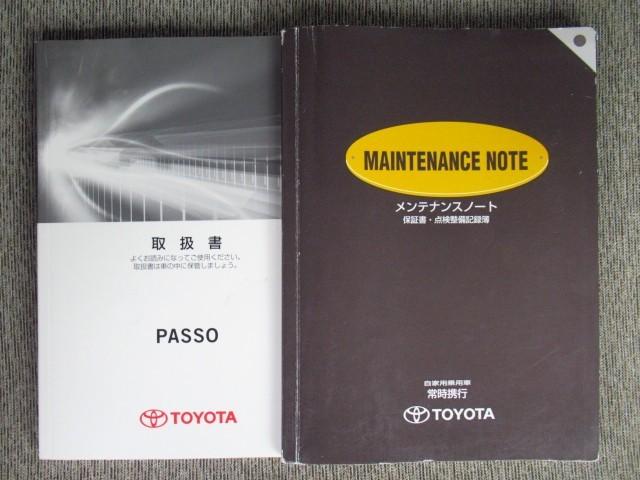 取扱書
よくお読みになってご使用ください。
取扱書は車の中に保管しましょう。
PASSO
TOYOTA
MAINTENANCE NOTE
メンテナンスノート
保証書・点検整備記録簿
自家用乗用車
常時携行
TOYOTA